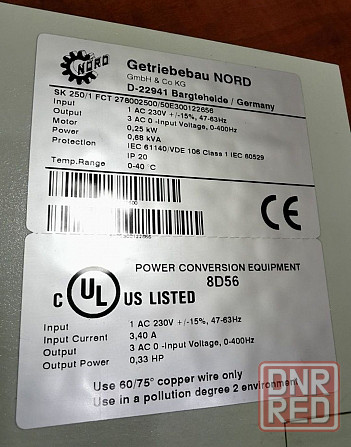 NORD
Getriebebau NORD
GmbH & Co KG
D-22941 Bargteheide / Germany
SK 250/1 FCT 278002500/50E300122656
Input 1 AC 230V +/-15%, 47-63Hz
Output 3 AC 0-Input Voltage, 0-400Hz
Motor 0,25 kW
Power 0,68 kVA
Protection IEC 61140/VDE 106 Class 1 IEC 60529
IP 20
Temp.Range 0-40 °C
CE
POWER CONVERSION EQUIPMENT
8D56
C UL US LISTED
Input 1 AC 230V +/-15%, 47-63Hz
Input Current 3,40 A
Output 3 AC 0-Input Voltage, 0-400Hz
Output Power 0,33 HP
Use 60/75° copper wire only
Use in a pollution degree 2 environment
DNR
RED